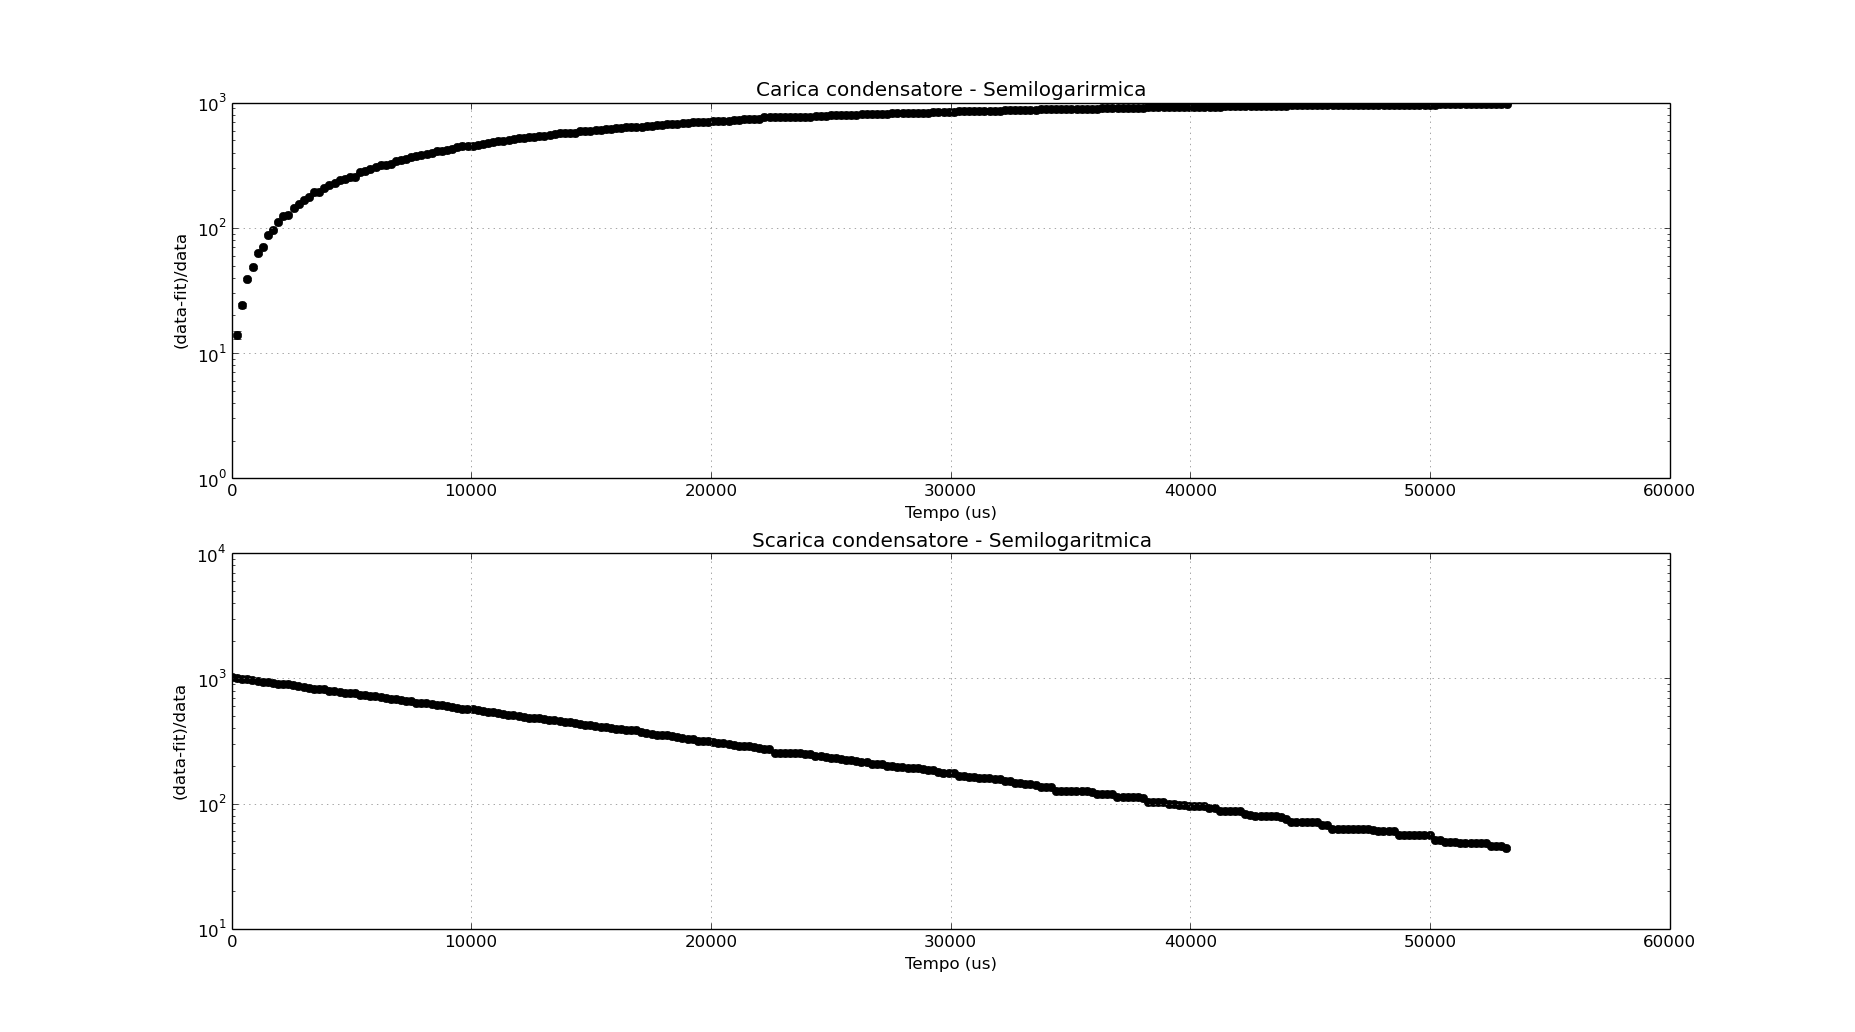 Carica condensatore - Semilogarirmica
10^3
10^2
10^1
10^0
(data-fit)/data
0 10000 20000 30000 40000 50000 60000
Tempo (us)
Scarica condensatore - Semilogaritmica
10^4
10^3
10^2
10^1
(data-fit)/data
0 10000 20000 30000 40000 50000 60000
Tempo (us)